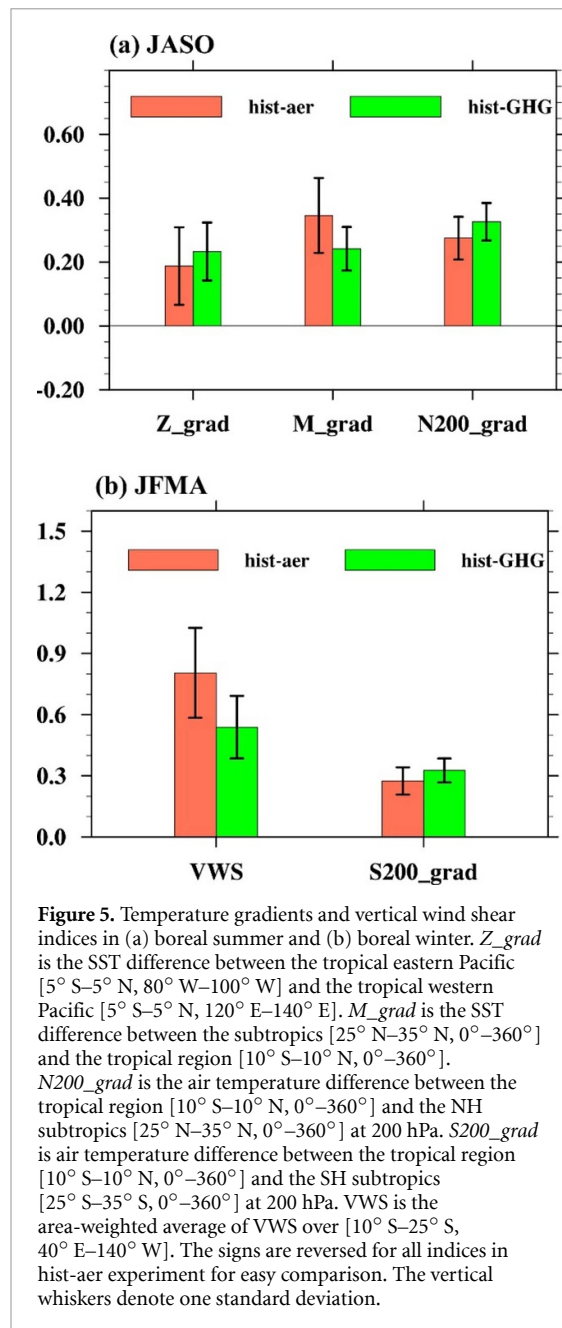 (a) JASO
hist-aer hist-GHG
0.60
0.40
0.20
0.00
-0.20
Z_grad M_grad N200_grad
(b) JFMA
1.5
hist-aer hist-GHG
1.2
0.9
0.6
0.3
0.0
VWS S200_grad
Figure 5. Temperature gradients and vertical wind shear
indices in (a) boreal summer and (b) boreal winter. Z_grad
is the SST difference between the tropical eastern Pacific
[5° S–5° N, 80° W–100° W] and the tropical western
Pacific [5° S–5° N, 120° E–140° E]. M_grad is the SST
difference between the subtropics [25° N–35° N, 0°–360°]
and the tropical region [10° S–10° N, 0°–360°].
N200_grad is the air temperature difference between the
tropical region [10° S–10° N, 0°–360°] and the NH
subtropics [25° N–35° N, 0°–360°] at 200 hPa. S200_grad
is air temperature difference between the tropical region
[10° S–10° N, 0°–360°] and the SH subtropics
[25° S–35° S, 0°–360°] at 200 hPa. VWS is the
area-weighted average of VWS over [10° S–25° S,
40° E–140° W]. The signs are reversed for all indices in
hist-aer experiment for easy comparison. The vertical
whiskers denote one standard deviation.